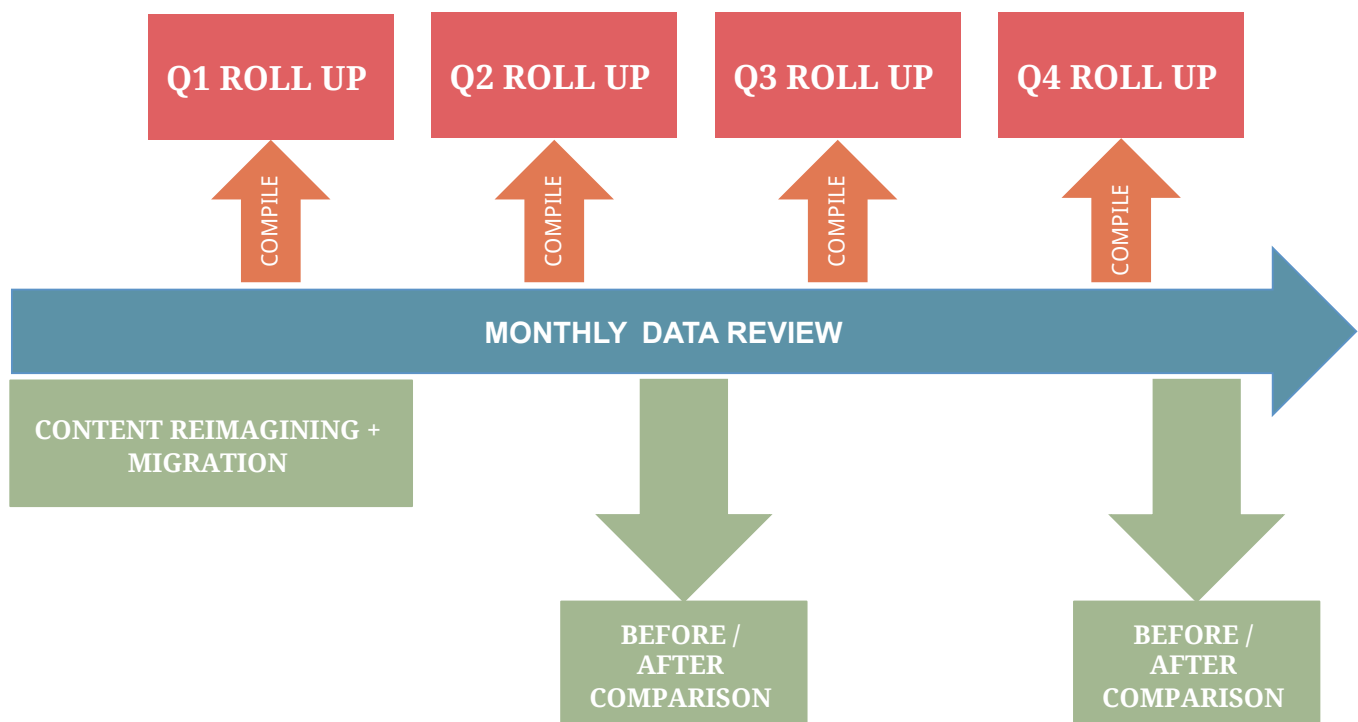 Q1 ROLL UP
Q2 ROLL UP
Q3 ROLL UP
Q4 ROLL UP
COMPILE
COMPILE
COMPILE
COMPILE
MONTHLY  DATA REVIEW
CONTENT REIMAGINING +
MIGRATION
BEFORE /
AFTER
COMPARISON
BEFORE /
AFTER
COMPARISON